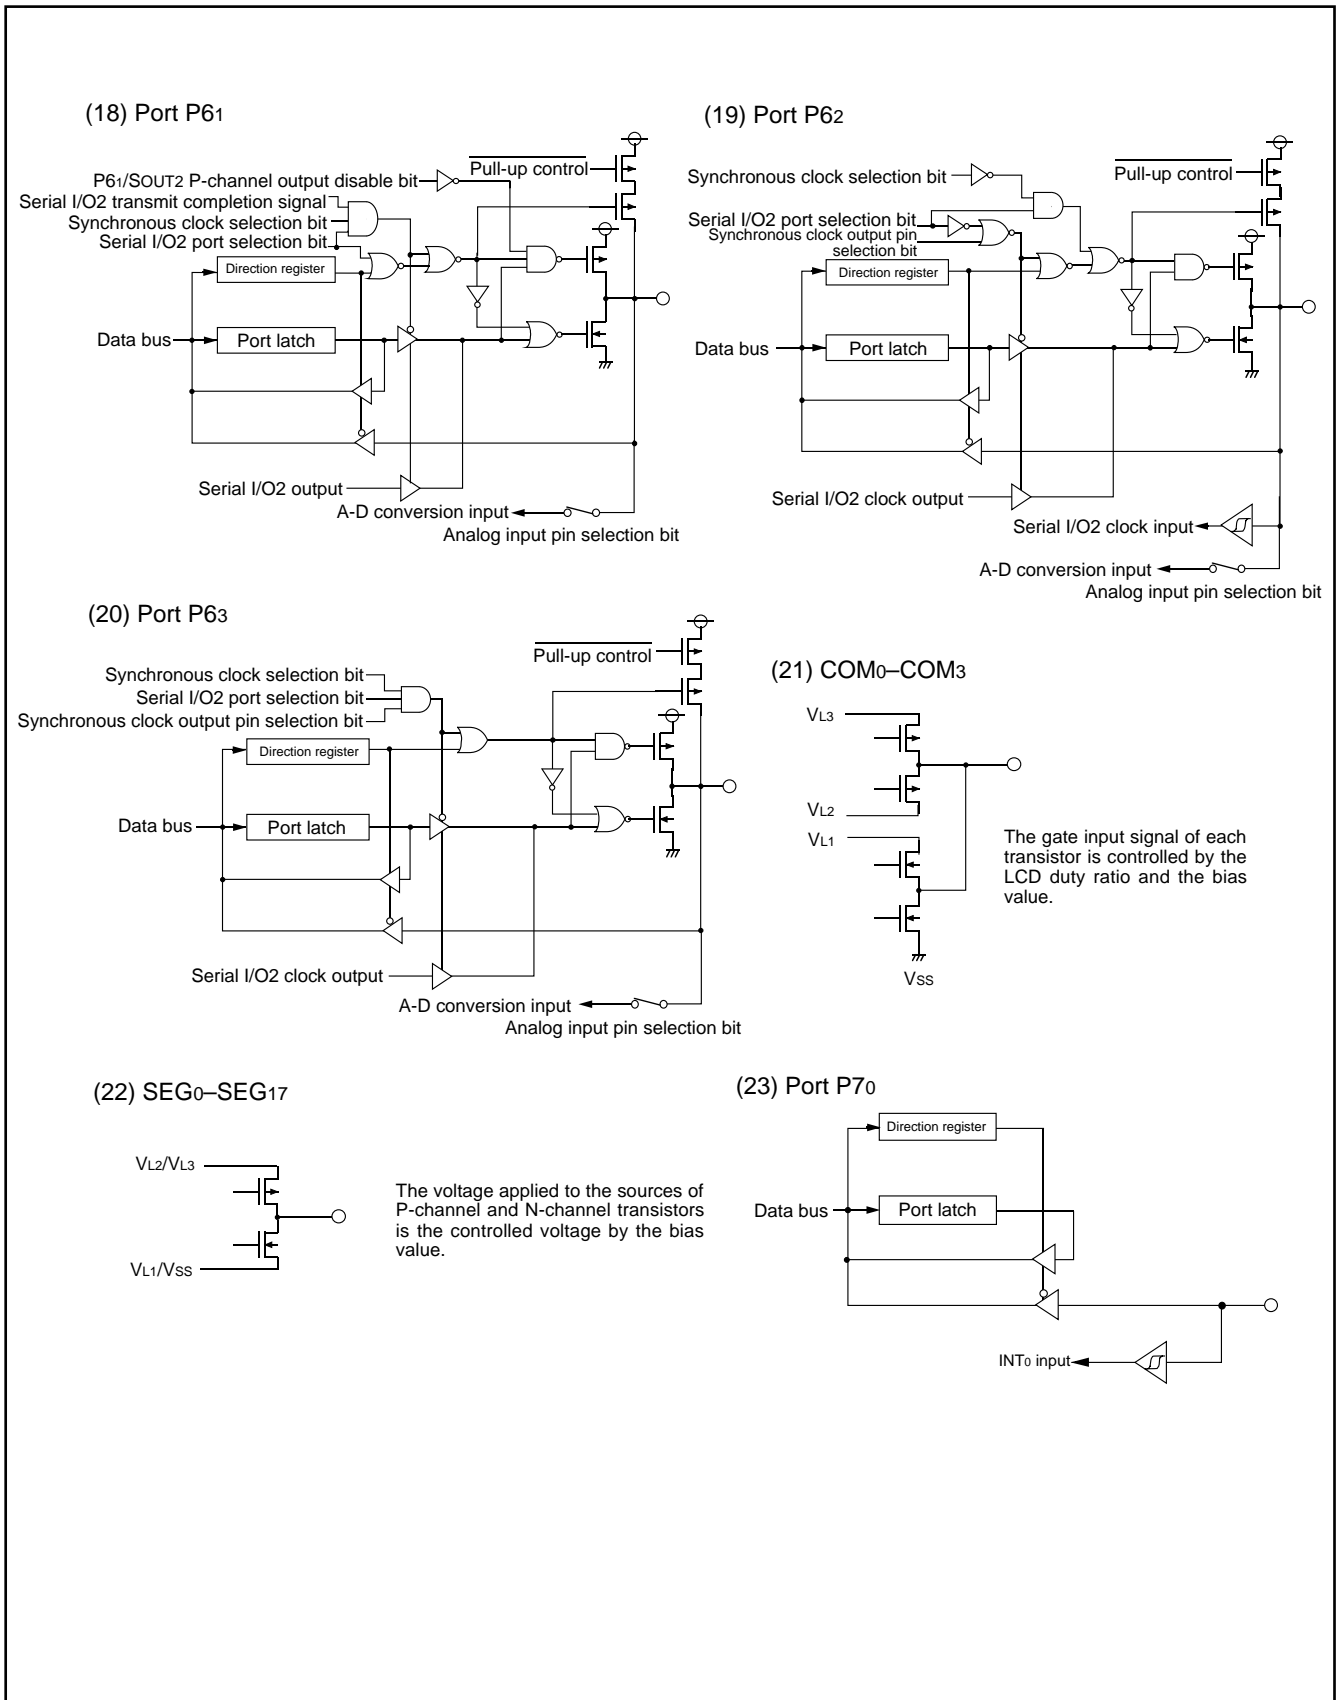 (18) Port P61
Pull-up control
P61/SOUT2 P-channel output disable bit
Serial I/O2 transmit completion signal
Synchronous clock selection bit
Serial I/O2 port selection bit
Direction register
Data bus
Port latch
Serial I/O2 output
A-D conversion input
Analog input pin selection bit
(19) Port P62
Pull-up control
Synchronous clock selection bit
Serial I/O2 port selection bit
Synchronous clock output pin
selection bit
Direction register
Data bus
Port latch
Serial I/O2 clock output
Serial I/O2 clock input
A-D conversion input
Analog input pin selection bit
(20) Port P63
Pull-up control
Synchronous clock selection bit
Serial I/O2 port selection bit
Synchronous clock output pin selection bit
Direction register
Data bus
Port latch
Serial I/O2 clock output
A-D conversion input
Analog input pin selection bit
(21) COM0–COM3
VL3
VL2
VL1
VSS
The gate input signal of each
transistor is controlled by the
LCD duty ratio and the bias
value.
(22) SEG0–SEG17
VL2/VL3
VL1/VSS
The voltage applied to the sources of
P-channel and N-channel transistors
is the controlled voltage by the bias
value.
(23) Port P70
Direction register
Data bus
Port latch
INT0 input